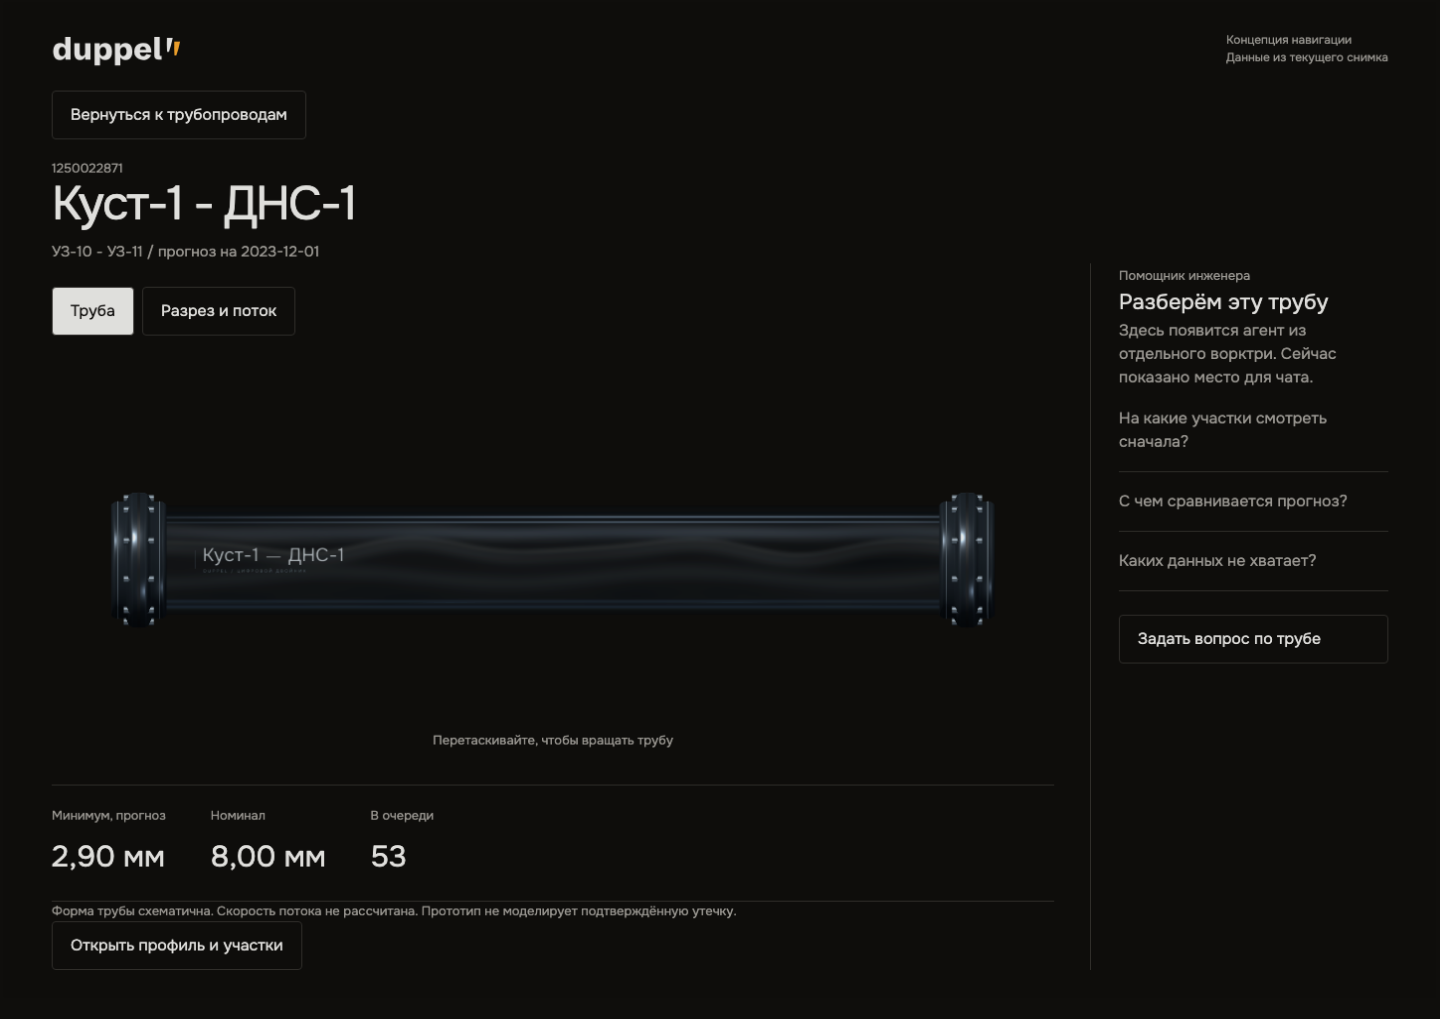 duppel
Концепция навигации
Данные из текущего снимка
Вернуться к трубопроводам
1250022871
Куст-1 - ДНС-1
УЗ-10 - УЗ-11 / прогноз на 2023-12-01
Труба
Разрез и поток
Куст-1 — ДНС-1
Перетаскивайте, чтобы вращать трубу
Минимум, прогноз
Номинал
В очереди
2,90 мм
8,00 мм
53
Форма трубы схематична. Скорость потока не рассчитана. Прототип не моделирует подтверждённую утечку.
Открыть профиль и участки
Помощник инженера
Разберём эту трубу
Здесь появится агент из
отдельного ворктри. Сейчас
показано место для чата.
На какие участки смотреть
сначала?
С чем сравнивается прогноз?
Каких данных не хватает?
Задать вопрос по трубе